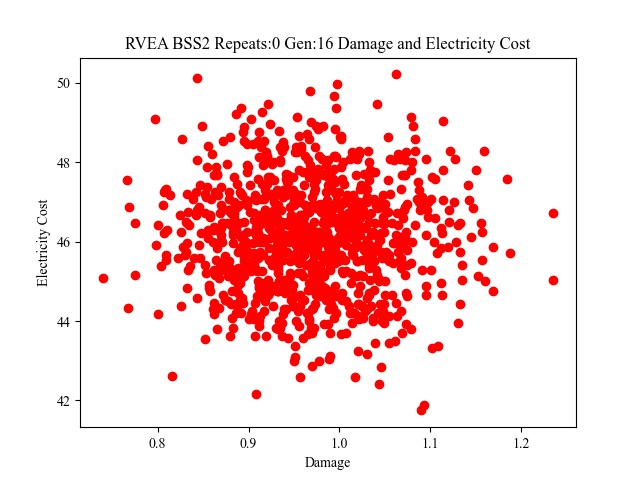 RVEA BSS2 Repeats:0 Gen:16 Damage and Electricity Cost
50
48
46
44
42
Electricity Cost
0.8 0.9 1.0 1.1 1.2
Damage